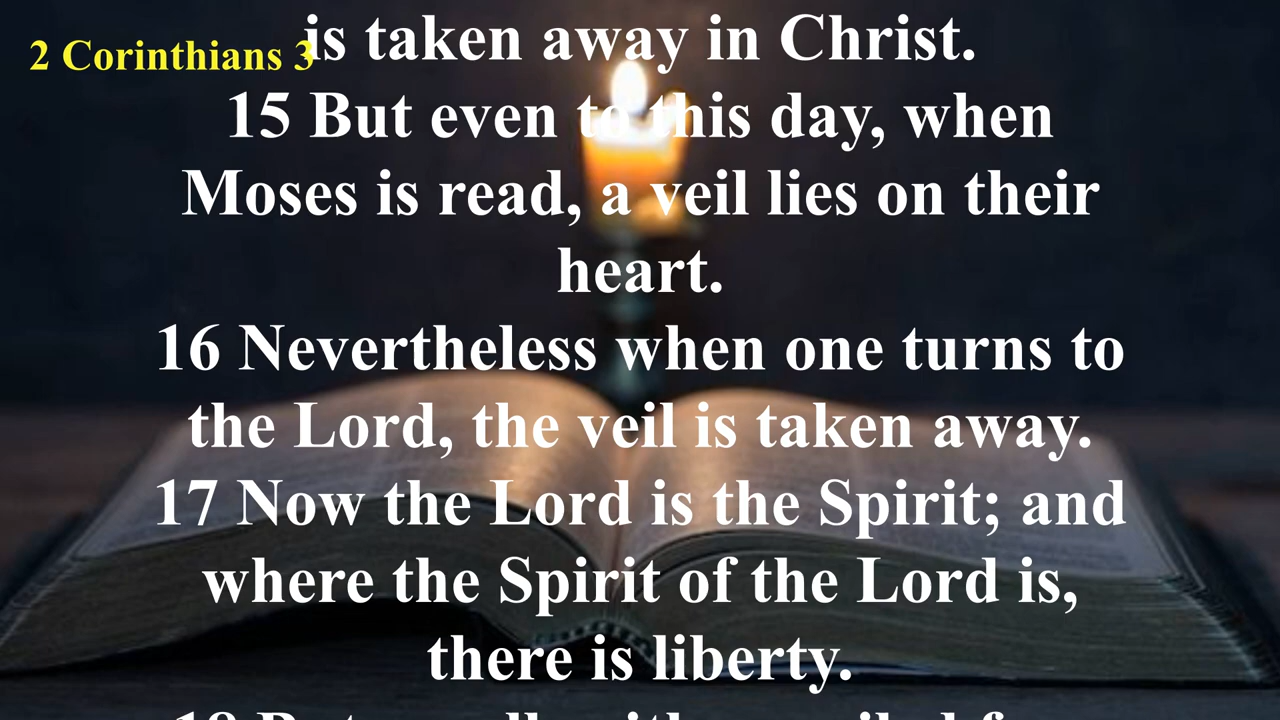 2 Corinthians 3
is taken away in Christ.
15 But even to this day, when
Moses is read, a veil lies on their
heart.
16 Nevertheless when one turns to
the Lord, the veil is taken away.
17 Now the Lord is the Spirit; and
where the Spirit of the Lord is,
there is liberty.